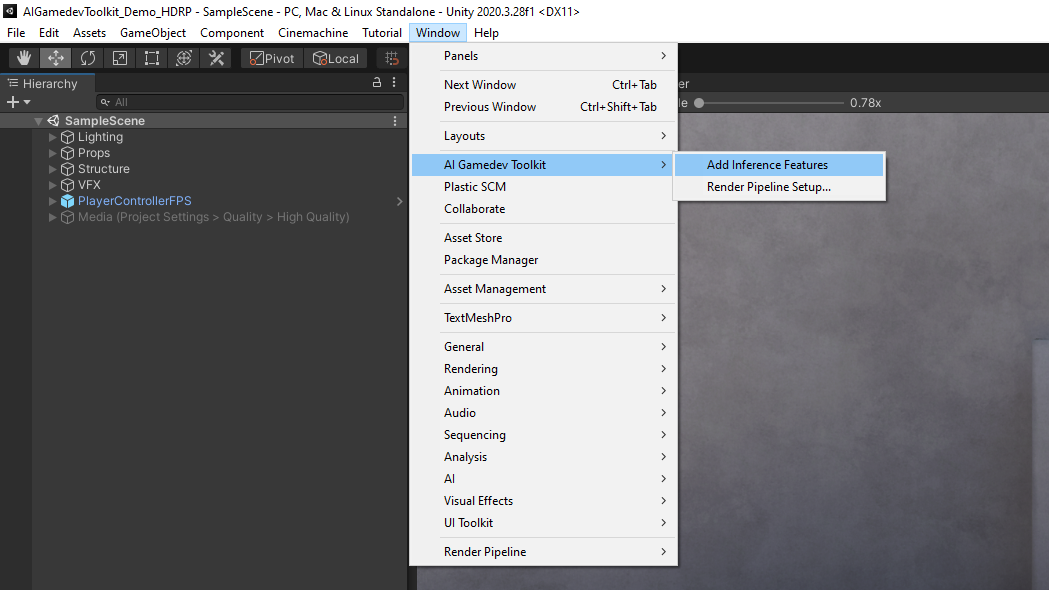 AIGamedevToolkit_Demo_HDRP - SampleScene - PC, Mac & Linux Standalone - Unity 2020.3.28f1 <DX11>
File Edit Assets GameObject Component Cinemachine Tutorial Window Help
Pivot Local
Hierarchy
All
SampleScene
Lighting
Props
Structure
VFX
PlayerControllerFPS
Media (Project Settings > Quality > High Quality)
Panels
Next Window Ctrl+Tab
Previous Window Ctrl+Shift+Tab
Layouts
AI Gamedev Toolkit
Plastic SCM
Collaborate
Asset Store
Package Manager
Asset Management
TextMeshPro
General
Rendering
Animation
Audio
Sequencing
Analysis
AI
Visual Effects
UI Toolkit
Render Pipeline
Add Inference Features
Render Pipeline Setup...
er
le 0.78x